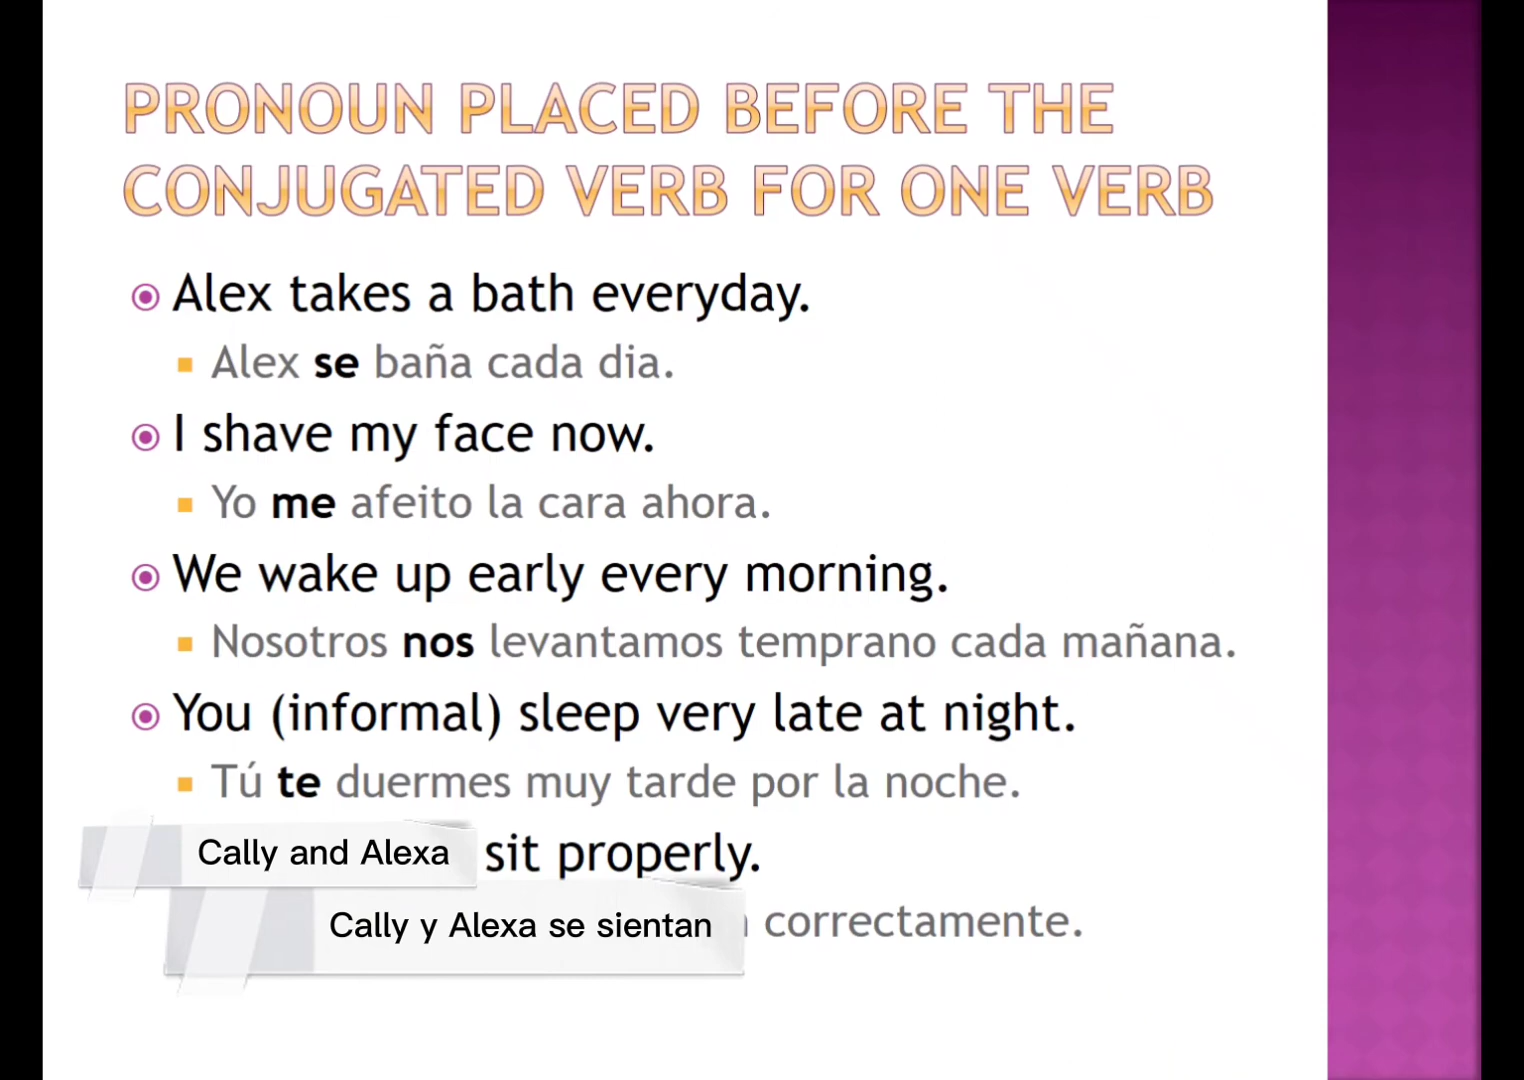 PRONOUN PLACED BEFORE THE
CONJUGATED VERB FOR ONE VERB
Alex takes a bath everyday.
Alex se baña cada dia.
I shave my face now.
Yo me afeito la cara ahora.
We wake up early every morning.
Nosotros nos levantamos temprano cada mañana.
You (informal) sleep very late at night.
Tú te duermes muy tarde por la noche.
Cally and Alexa sit properly.
Cally y Alexa se sientan correctamente.